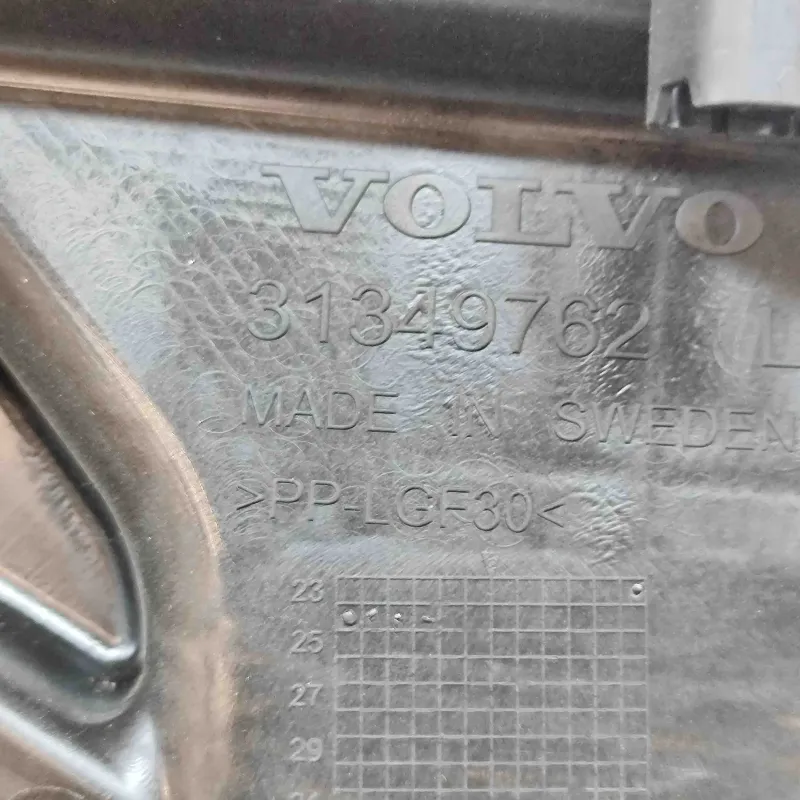 VOLVO
31349762 L
MADE IN SWEDEN
>PP-LGF30<
23
25
27
29